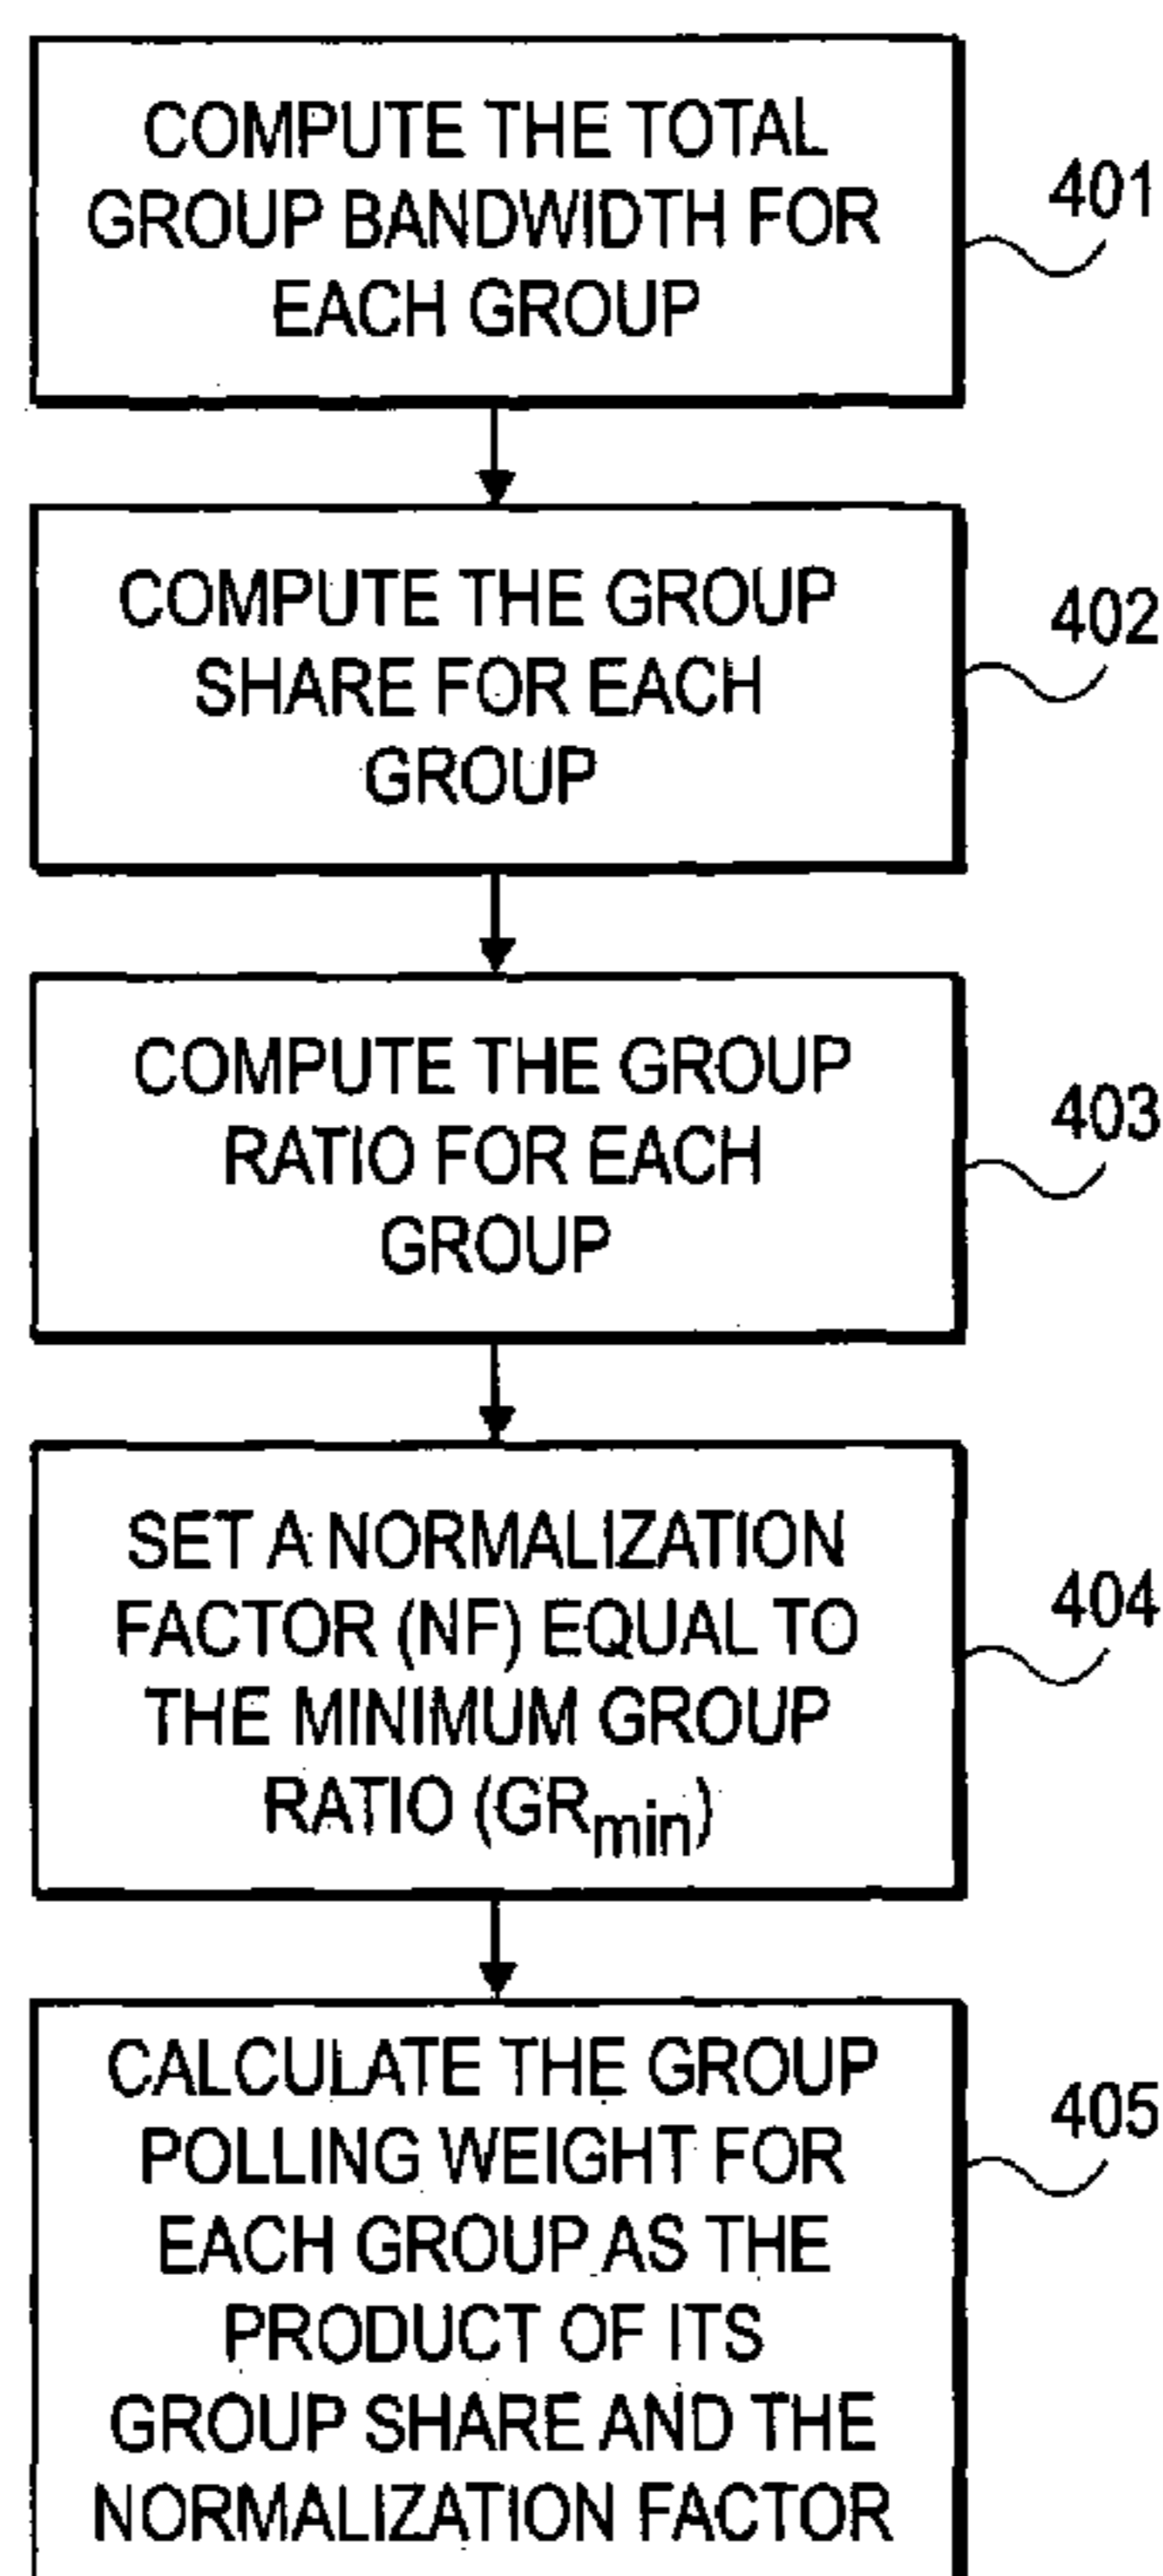 COMPUTE THE TOTAL
GROUP BANDWIDTH FOR
EACH GROUP
401
COMPUTE THE GROUP
SHARE FOR EACH
GROUP
402
COMPUTE THE GROUP
RATIO FOR EACH
GROUP
403
SET A NORMALIZATION
FACTOR (NF) EQUAL TO
THE MINIMUM GROUP
RATIO (GRmin)
404
CALCULATE THE GROUP
POLLING WEIGHT FOR
EACH GROUP AS THE
PRODUCT OF ITS
GROUP SHARE AND THE
NORMALIZATION FACTOR
405